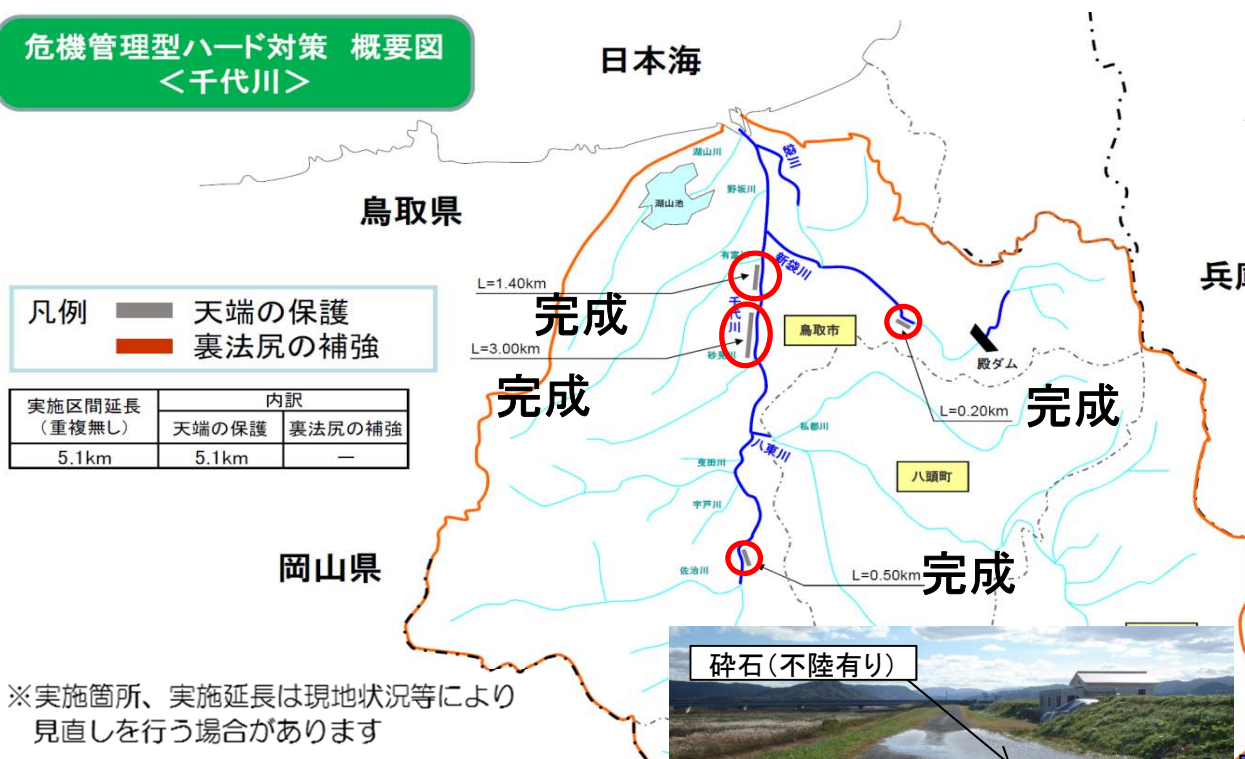 危機管理型ハード対策 概要図
＜千代川＞
日本海
鳥取県
湖山川
袋川
野坂川
湖山池
有富川
新袋川
L=1.40km
完成
千代川
鳥取市
L=3.00km
完成
殿ダム
L=0.20km
完成
凡例
天端の保護
裏法尻の補強
実施区間延長
（重複無し）
内訳
天端の保護
裏法尻の補強
5.1km
5.1km
－
私都川
八東川
曳田川
八頭町
宇戸川
岡山県
佐治川
L=0.50km
完成
砕石（不陸有り）
※実施箇所、実施延長は現地状況等により
見直しを行う場合があります